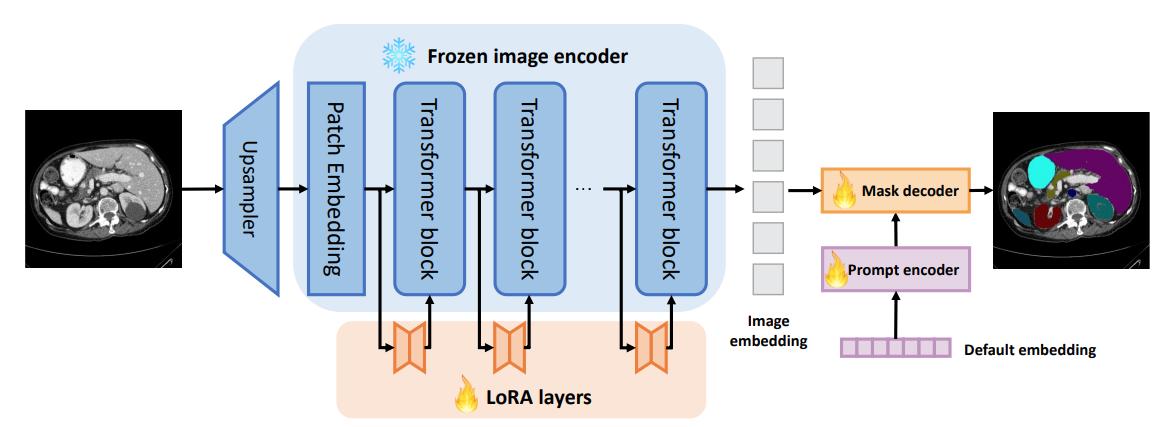 Frozen image encoder
Upsampler
Patch Embedding
Transformer block
Transformer block
...
Transformer block
LoRA layers
Image
embedding
Mask decoder
Prompt encoder
Default embedding